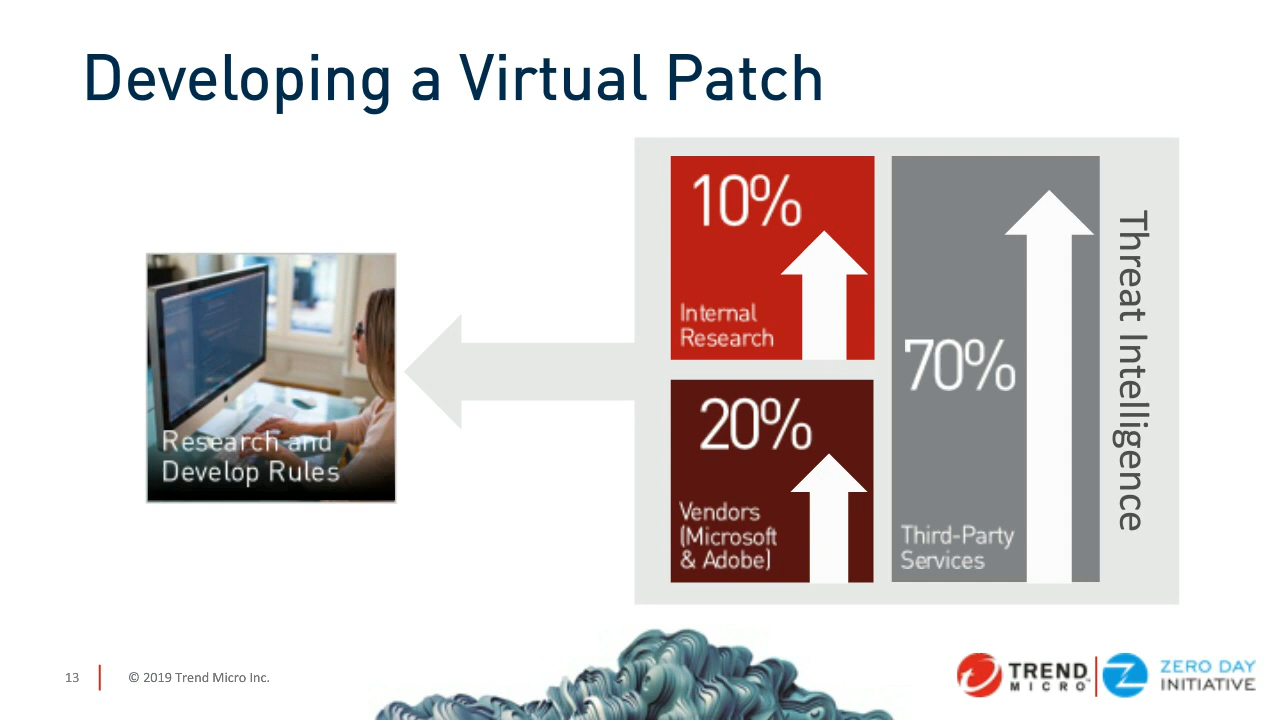 Developing a Virtual Patch
Research and
Develop Rules
10%
Internal
Research
20%
Vendors
(Microsoft
& Adobe)
70%
Third-Party
Services
Threat Intelligence
13
© 2019 Trend Micro Inc.
TREND
MICRO™
ZERO DAY
INITIATIVE